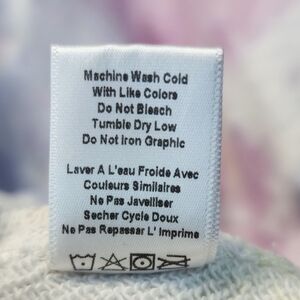 Machine Wash Cold
With Like Colors
Do Not Bleach
Tumble Dry Low
Do Not Iron Graphic
Laver A L'eau Froide Avec
Couleurs Similaires
Ne Pas Javelliser
Secher Cycle Doux
Ne Pas Repasser L' Imprime